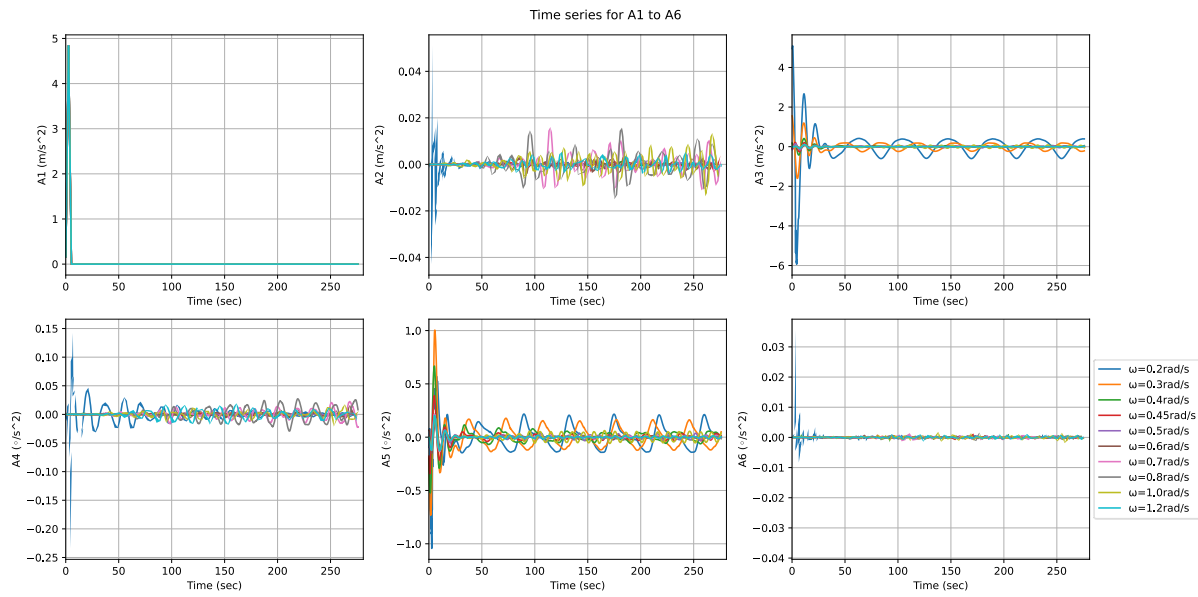 Time series for A1 to A6
A1 (m/s^2)
5
4
3
2
1
0
0 50 100 150 200 250
Time (sec)
A2 (m/s^2)
0.04
0.02
0.00
−0.02
−0.04
0 50 100 150 200 250
Time (sec)
A3 (m/s^2)
4
2
0
−2
−4
−6
0 50 100 150 200 250
Time (sec)
A4 (◦/s^2)
0.15
0.10
0.05
0.00
−0.05
−0.10
−0.15
−0.20
−0.25
0 50 100 150 200 250
Time (sec)
A5 (◦/s^2)
1.0
0.5
0.0
−0.5
−1.0
0 50 100 150 200 250
Time (sec)
A6 (◦/s^2)
0.03
0.02
0.01
0.00
−0.01
−0.02
−0.03
−0.04
0 50 100 150 200 250
Time (sec)
ω=0.2rad/s
ω=0.3rad/s
ω=0.4rad/s
ω=0.45rad/s
ω=0.5rad/s
ω=0.6rad/s
ω=0.7rad/s
ω=0.8rad/s
ω=1.0rad/s
ω=1.2rad/s